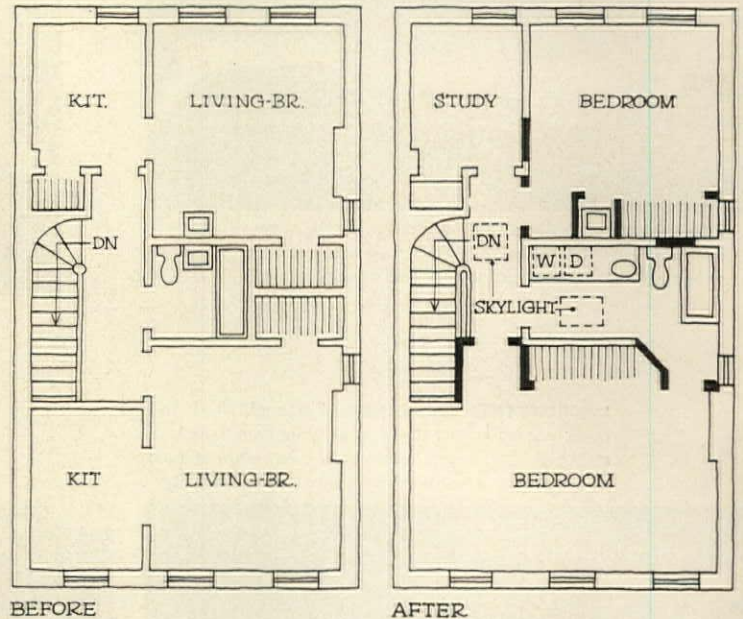 KIT.
LIVING-BR.
DN
KIT
LIVING-BR.
BEFORE
STUDY
BEDROOM
DN
W D
SKYLIGHT
BEDROOM
AFTER